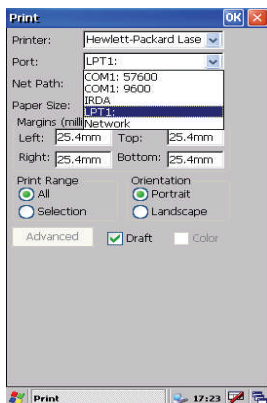 Print OK
Printer: Hewlett-Packard Lase
Port: LPT1:
COM1: 57600
Net Path: COM1: 9600
IRDA
Paper Size: LPT1:
Margins (milli Network
Left: 25.4mm Top: 25.4mm
Right: 25.4mm Bottom: 25.4mm
Print Range Orientation
All Portrait
Selection Landscape
Advanced Draft Color
Print 17:23